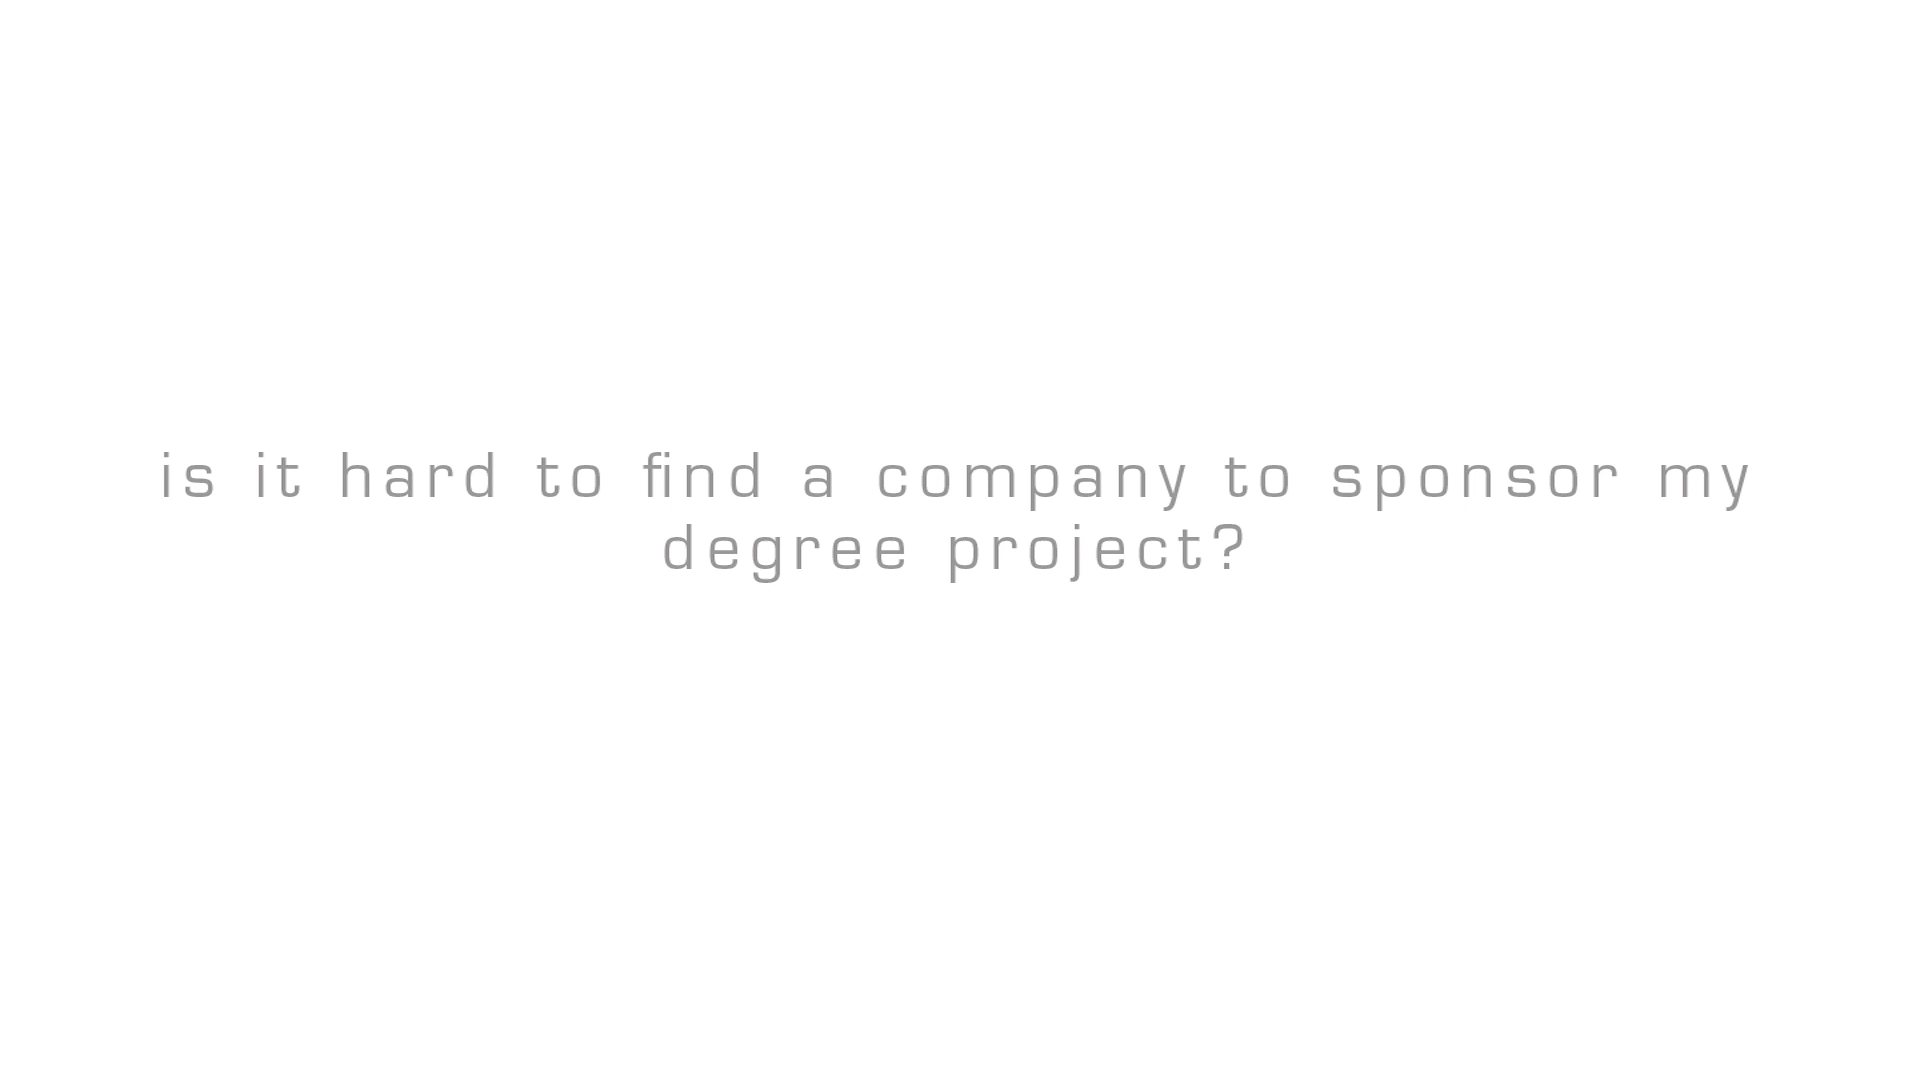 is it hard to find a company to sponsor my
degree project?